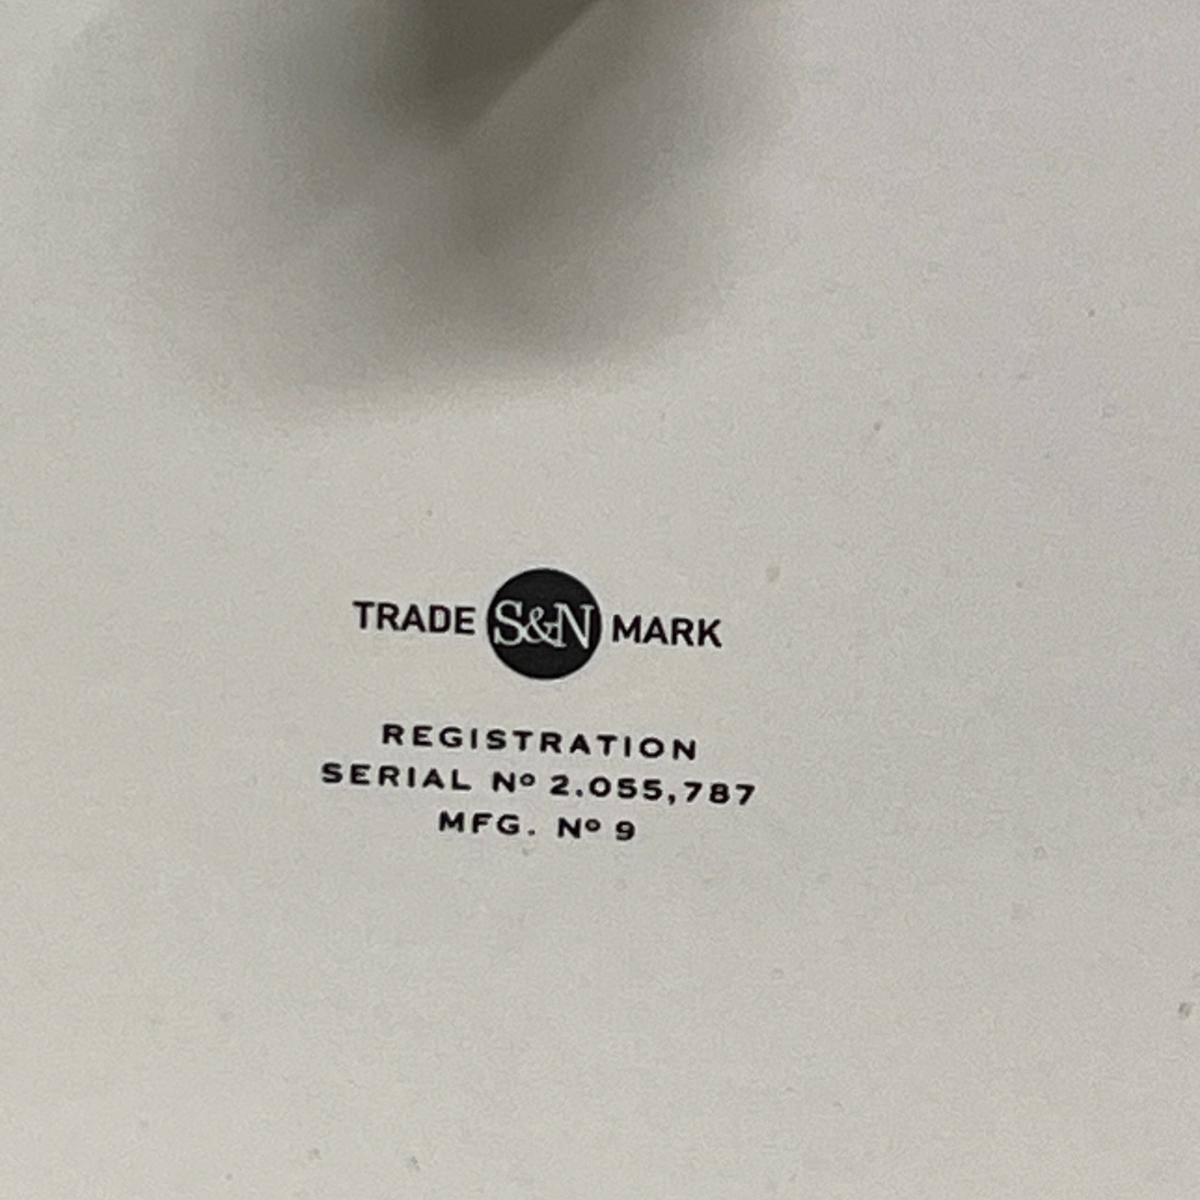 TRADE S&N MARK
REGISTRATION
SERIAL Nº 2.055,787
MFG. Nº 9